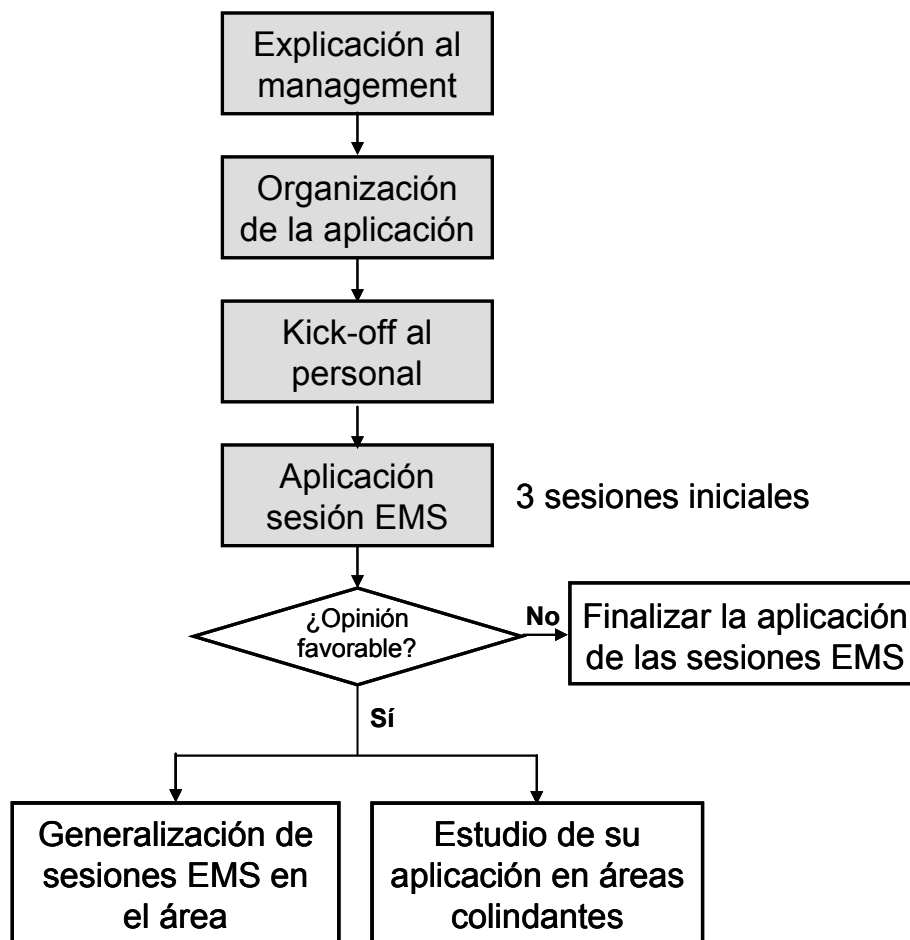 Explicación al
management
Organización
de la aplicación
Kick-off al
personal
Aplicación
sesión EMS
3 sesiones iniciales
¿Opinión
favorable?
No
Finalizar la aplicación
de las sesiones EMS
Sí
Generalización de
sesiones EMS en
el área
Estudio de su
aplicación en áreas
colindantes